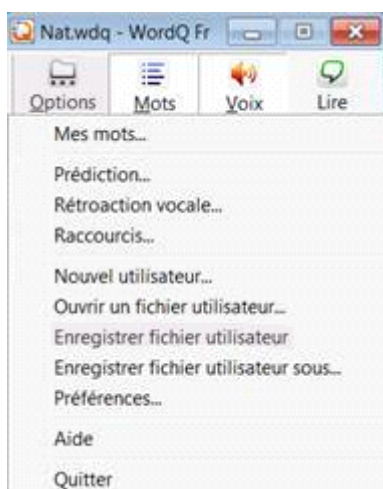 Nat.wdq - WordQ Fr
Options Mots Voix Lire
Mes mots...
Prédiction...
Rétroaction vocale...
Raccourcis...
Nouvel utilisateur...
Ouvrir un fichier utilisateur...
Enregistrer fichier utilisateur
Enregistrer fichier utilisateur sous...
Préférences...
Aide
Quitter